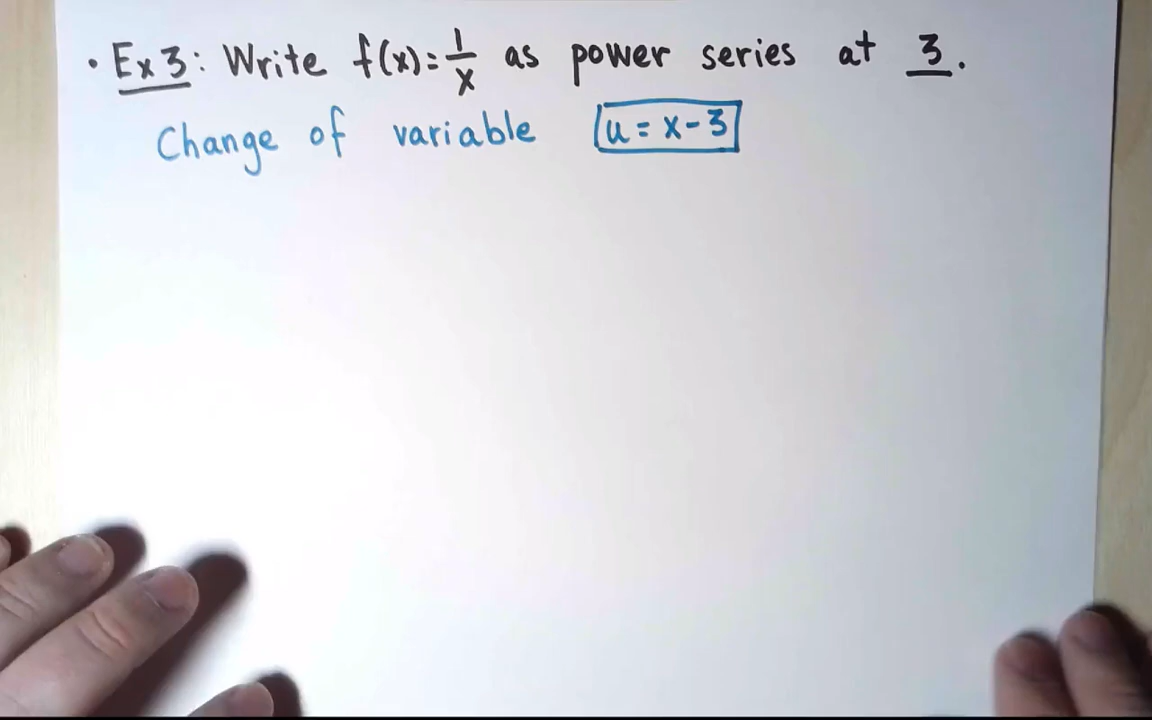 • Ex 3: Write f(x)=1/x as power series at 3.
Change of variable u = x-3